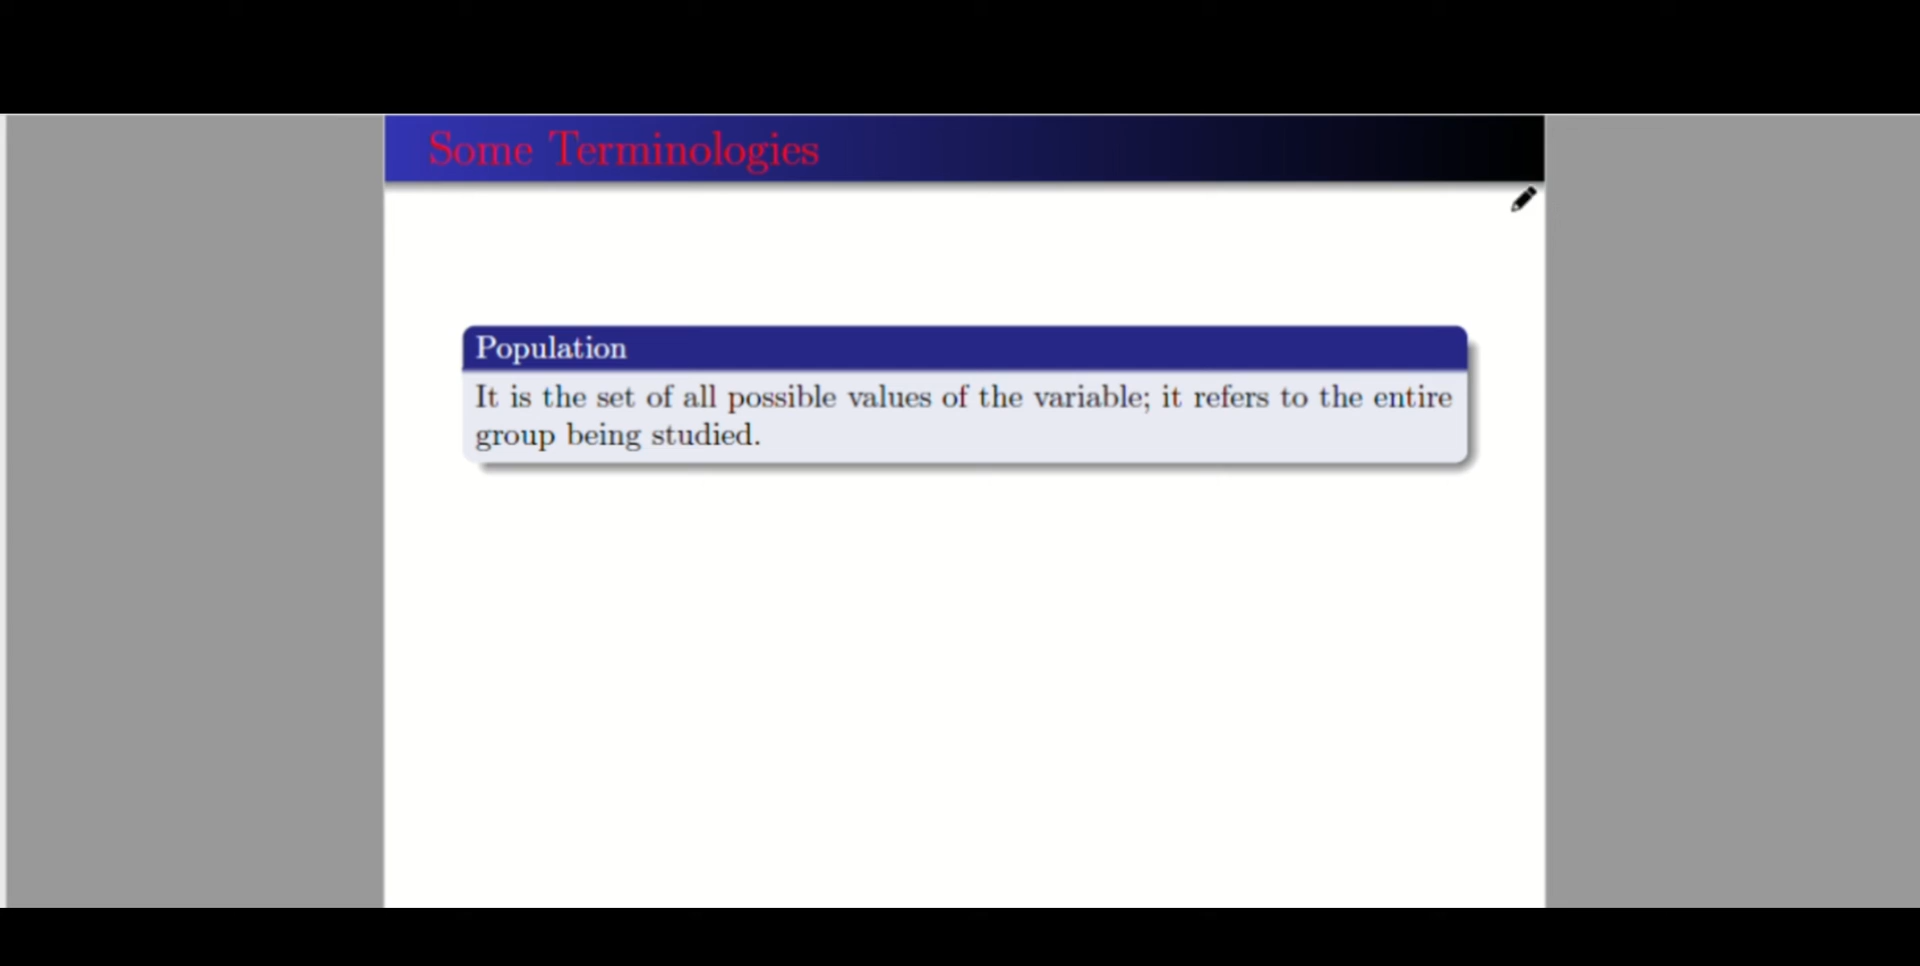 Some Terminologies
Population
It is the set of all possible values of the variable; it refers to the entire
group being studied.